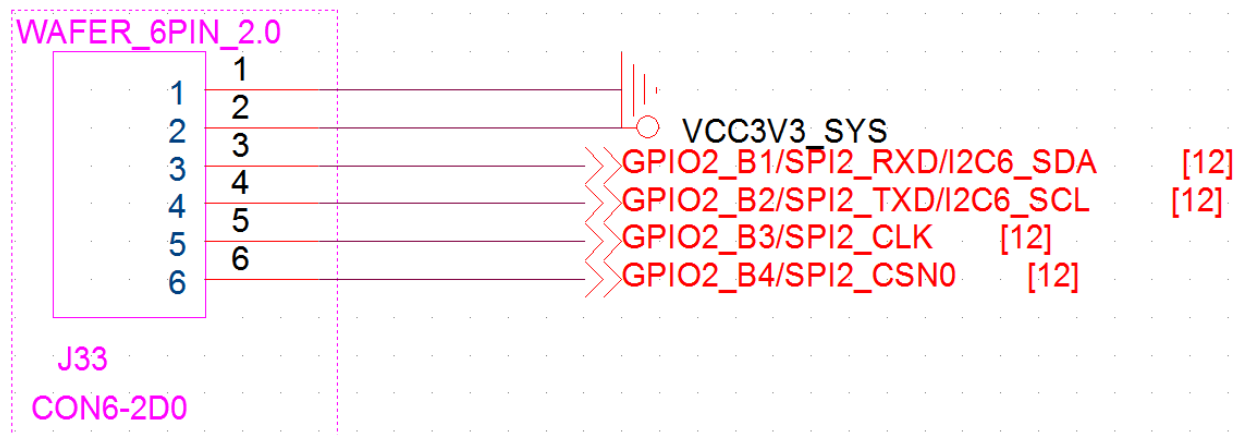 WAFER_6PIN_2.0
1
1
2
2 VCC3V3_SYS
3
3 GPIO2_B1/SPI2_RXD/I2C6_SDA [12]
4
4 GPIO2_B2/SPI2_TXD/I2C6_SCL [12]
5
5 GPIO2_B3/SPI2_CLK [12]
6
6 GPIO2_B4/SPI2_CSN0 [12]
J33
CON6-2D0